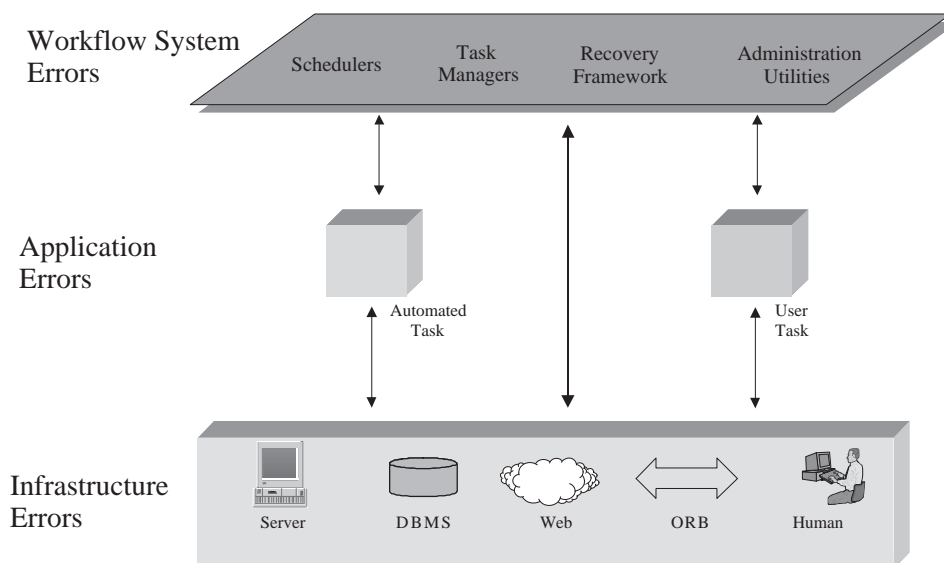 Workflow System
Errors
Schedulers
Task
Managers
Recovery
Framework
Administration
Utilities
Application
Errors
Automated
Task
User
Task
Infrastructure
Errors
Server
DBMS
Web
ORB
Human